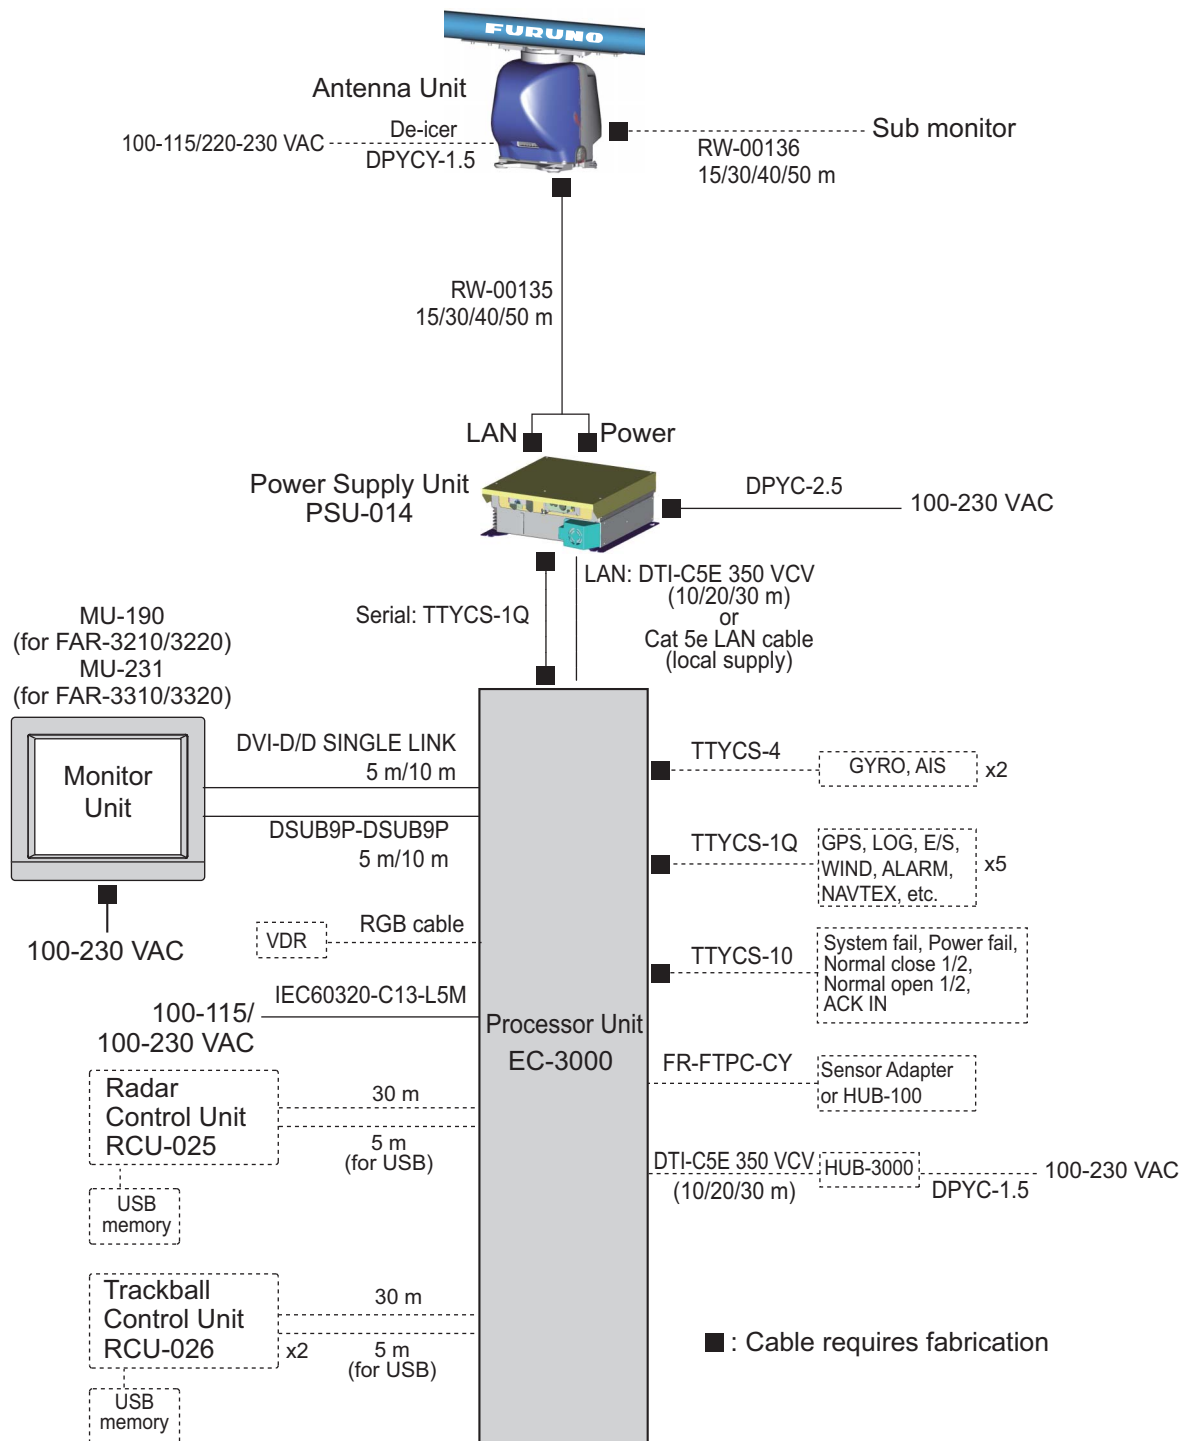 FURUNO
Antenna Unit
100-115/220-230 VAC
De-icer
DPYCY-1.5
Sub monitor
RW-00136
15/30/40/50 m
RW-00135
15/30/40/50 m
LAN
Power
Power Supply Unit
PSU-014
DPYC-2.5
100-230 VAC
LAN: DTI-C5E 350 VCV
(10/20/30 m)
or
Cat 5e LAN cable
(local supply)
Serial: TTYCS-1Q
MU-190
(for FAR-3210/3220)
MU-231
(for FAR-3310/3320)
Monitor
Unit
DVI-D/D SINGLE LINK
5 m/10 m
DSUB9P-DSUB9P
5 m/10 m
100-230 VAC
VDR
RGB cable
IEC60320-C13-L5M
100-115/
100-230 VAC
Processor Unit
EC-3000
TTYCS-4
GYRO, AIS
x2
TTYCS-1Q
GPS, LOG, E/S,
WIND, ALARM,
NAVTEX, etc.
x5
TTYCS-10
System fail, Power fail,
Normal close 1/2,
Normal open 1/2,
ACK IN
FR-FTPC-CY
Sensor Adapter
or HUB-100
DTI-C5E 350 VCV
(10/20/30 m)
HUB-3000
DPYC-1.5
100-230 VAC
Radar
Control Unit
RCU-025
30 m
5 m
(for USB)
USB
memory
Trackball
Control Unit
RCU-026
x2
30 m
5 m
(for USB)
USB
memory
: Cable requires fabrication